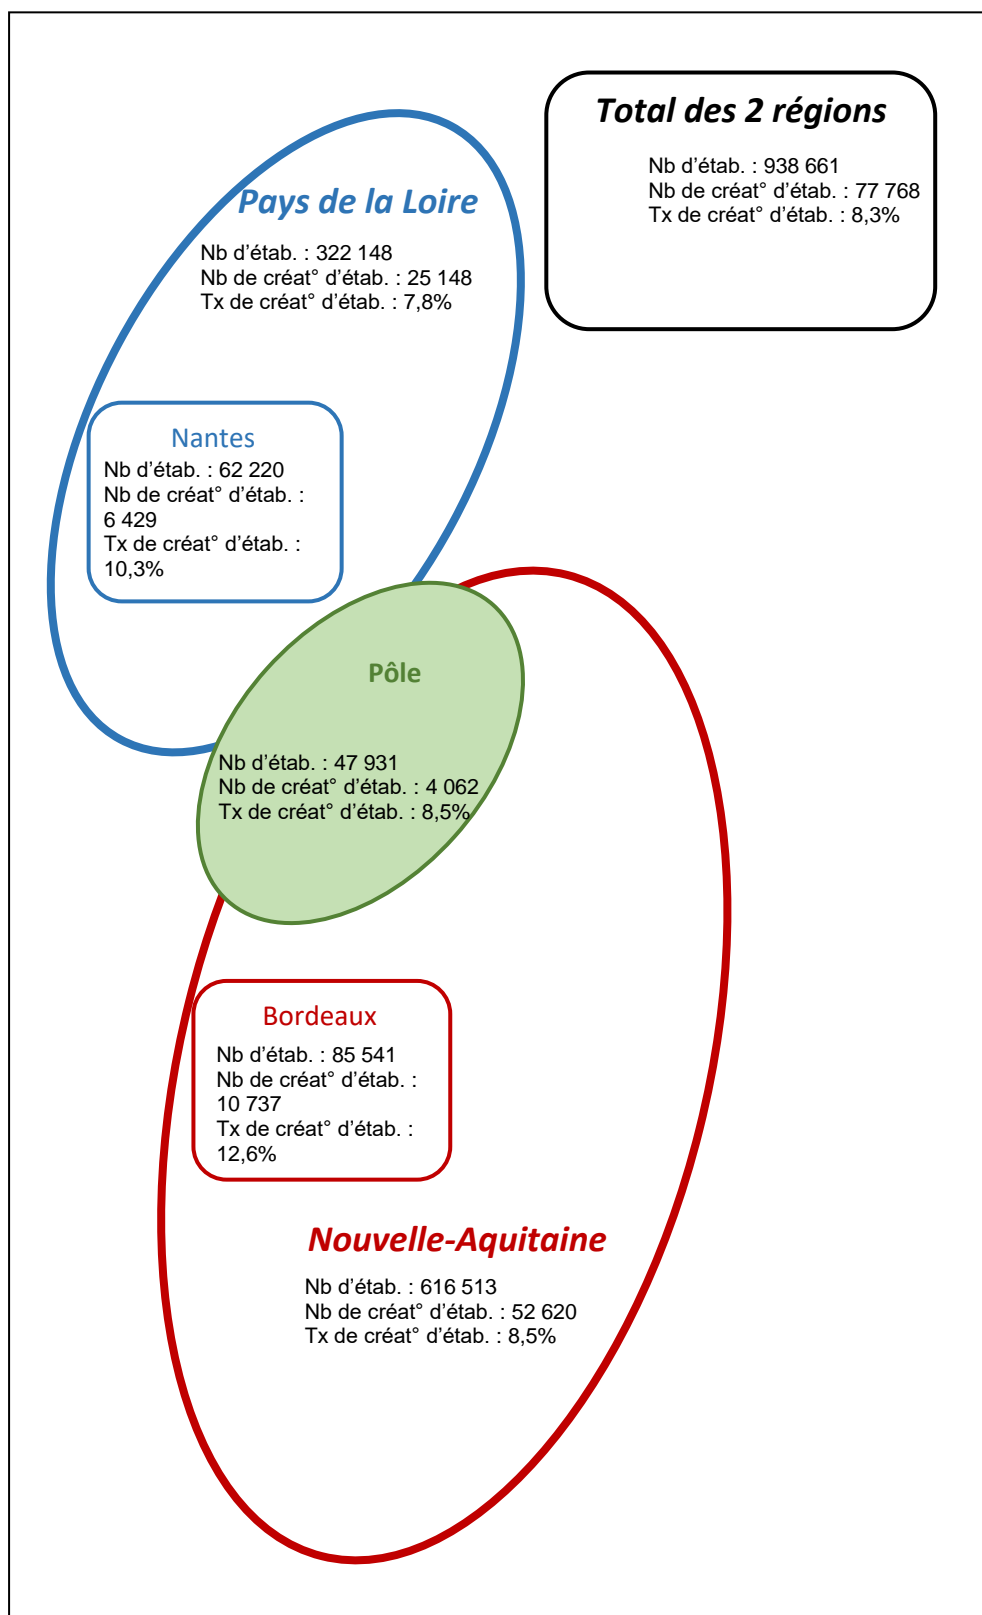 Total des 2 régions
Nb d’étab. : 938 661
Nb de créat° d’étab. : 77 768
Tx de créat° d’étab. : 8,3%
Pays de la Loire
Nb d’étab. : 322 148
Nb de créat° d’étab. : 25 148
Tx de créat° d’étab. : 7,8%
Nantes
Nb d’étab. : 62 220
Nb de créat° d’étab. :
6 429
Tx de créat° d’étab. :
10,3%
Pôle
Nb d’étab. : 47 931
Nb de créat° d’étab. : 4 062
Tx de créat° d’étab. : 8,5%
Bordeaux
Nb d’étab. : 85 541
Nb de créat° d’étab. :
10 737
Tx de créat° d’étab. :
12,6%
Nouvelle-Aquitaine
Nb d’étab. : 616 513
Nb de créat° d’étab. : 52 620
Tx de créat° d’étab. : 8,5%